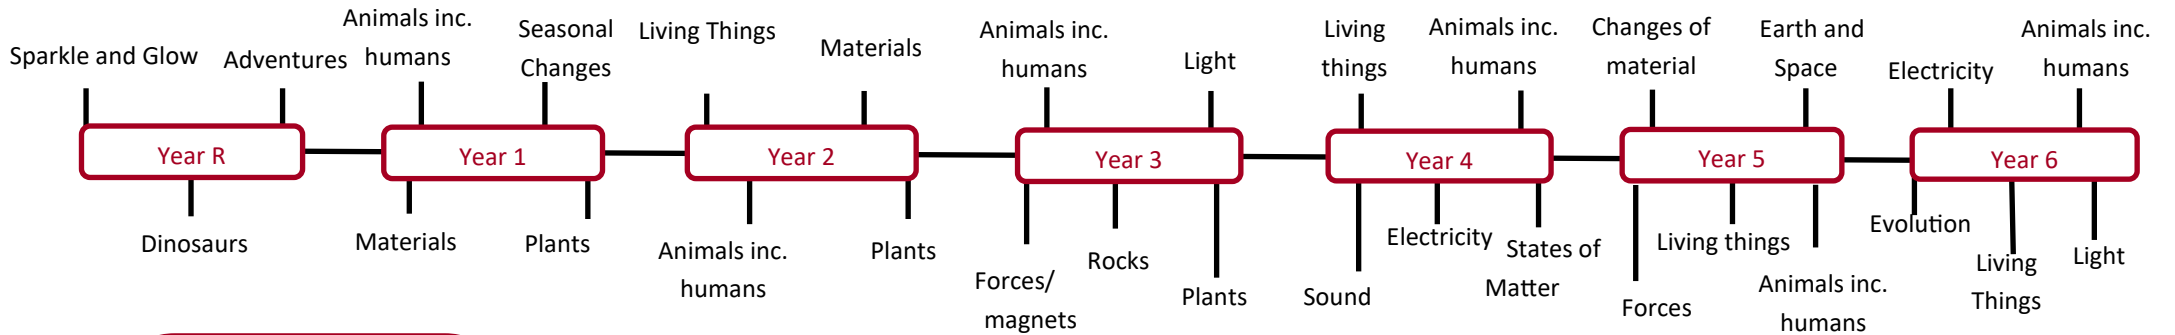 Sparkle and Glow
Adventures
Animals inc.
humans
Seasonal
Changes
Living Things
Materials
Animals inc.
humans
Light
Living
things
Animals inc.
humans
Changes of
material
Earth and
Space
Electricity
Animals inc.
humans
Year R
Year 1
Year 2
Year 3
Year 4
Year 5
Year 6
Dinosaurs
Materials
Plants
Animals inc.
humans
Plants
Forces/
magnets
Rocks
Plants
Sound
Electricity
States of
Matter
Forces
Living things
Animals inc.
humans
Evolution
Living
Things
Light